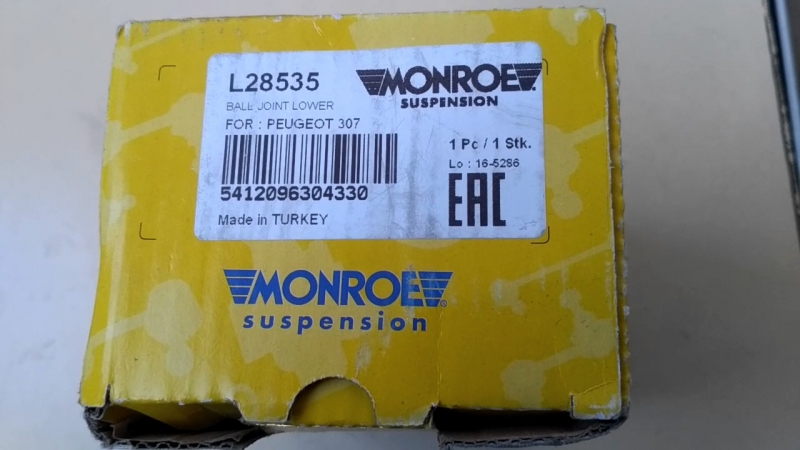 L28535
MONROE
SUSPENSION
BALL JOINT LOWER
FOR : PEUGEOT 307
1 Pc / 1 Stk.
Lo : 16-5286
5412096304330
EAC
Made in TURKEY
MONROE
suspension